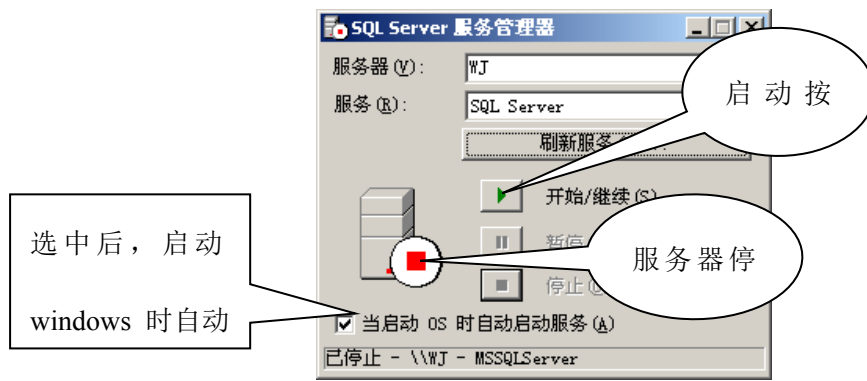 SQL Server 服务管理器
服务器(V):
WJ
启动按
服务(R):
SQL Server
刷新服务
开始/继续(S)
选中后，启动
windows 时自动
暂停
服务器停
停止
当启动 OS 时自动启动服务(A)
已停止 - \\WJ - MSSQLServer